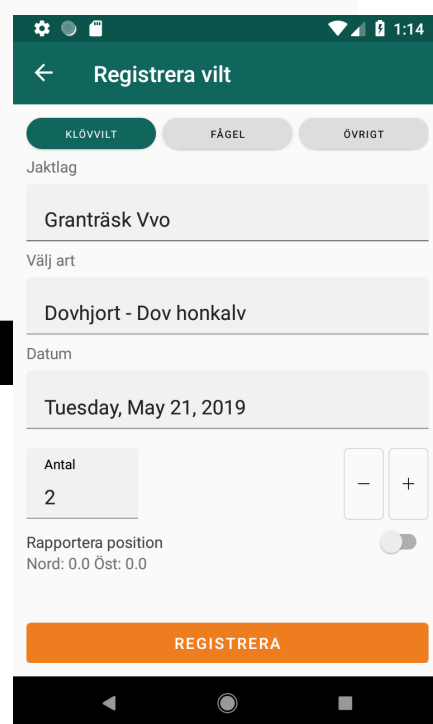 1:14
Registrera vilt
KLÖVVILT FÅGEL ÖVRIGT
Jaktlag
Granträsk Vvo
Välj art
Dovhjort - Dov honkalv
Datum
Tuesday, May 21, 2019
Antal
2
Rapportera position
Nord: 0.0 Öst: 0.0
REGISTRERA